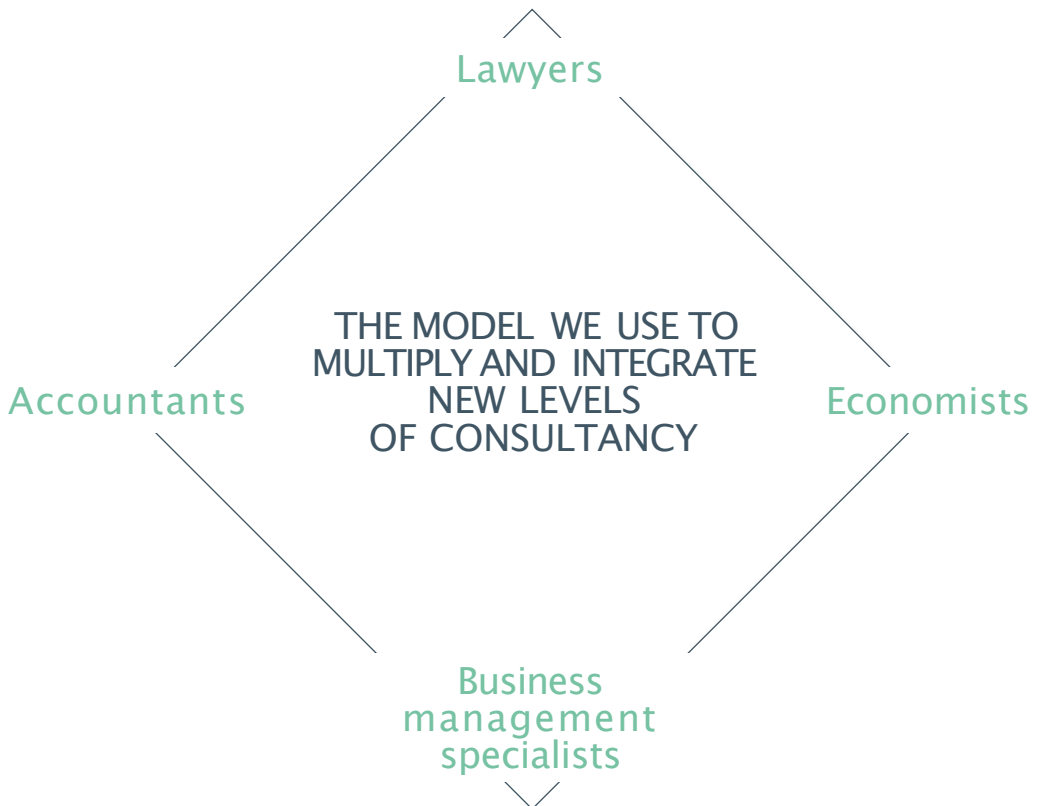 Lawyers
THE MODEL WE USE TO
MULTIPLY AND INTEGRATE
NEW LEVELS
OF CONSULTANCY
Accountants
Economists
Business
management
specialists